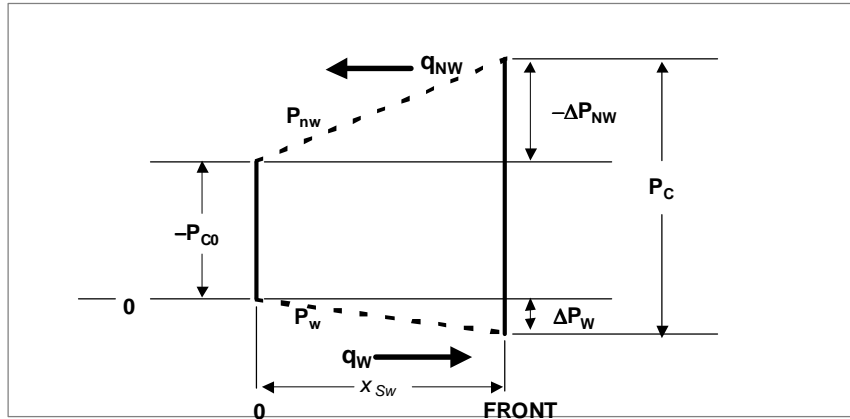 q_NW
P_nw
−ΔP_NW
P_C
−P_C0
0
P_w
ΔP_W
q_W
x_Sw
0 FRONT